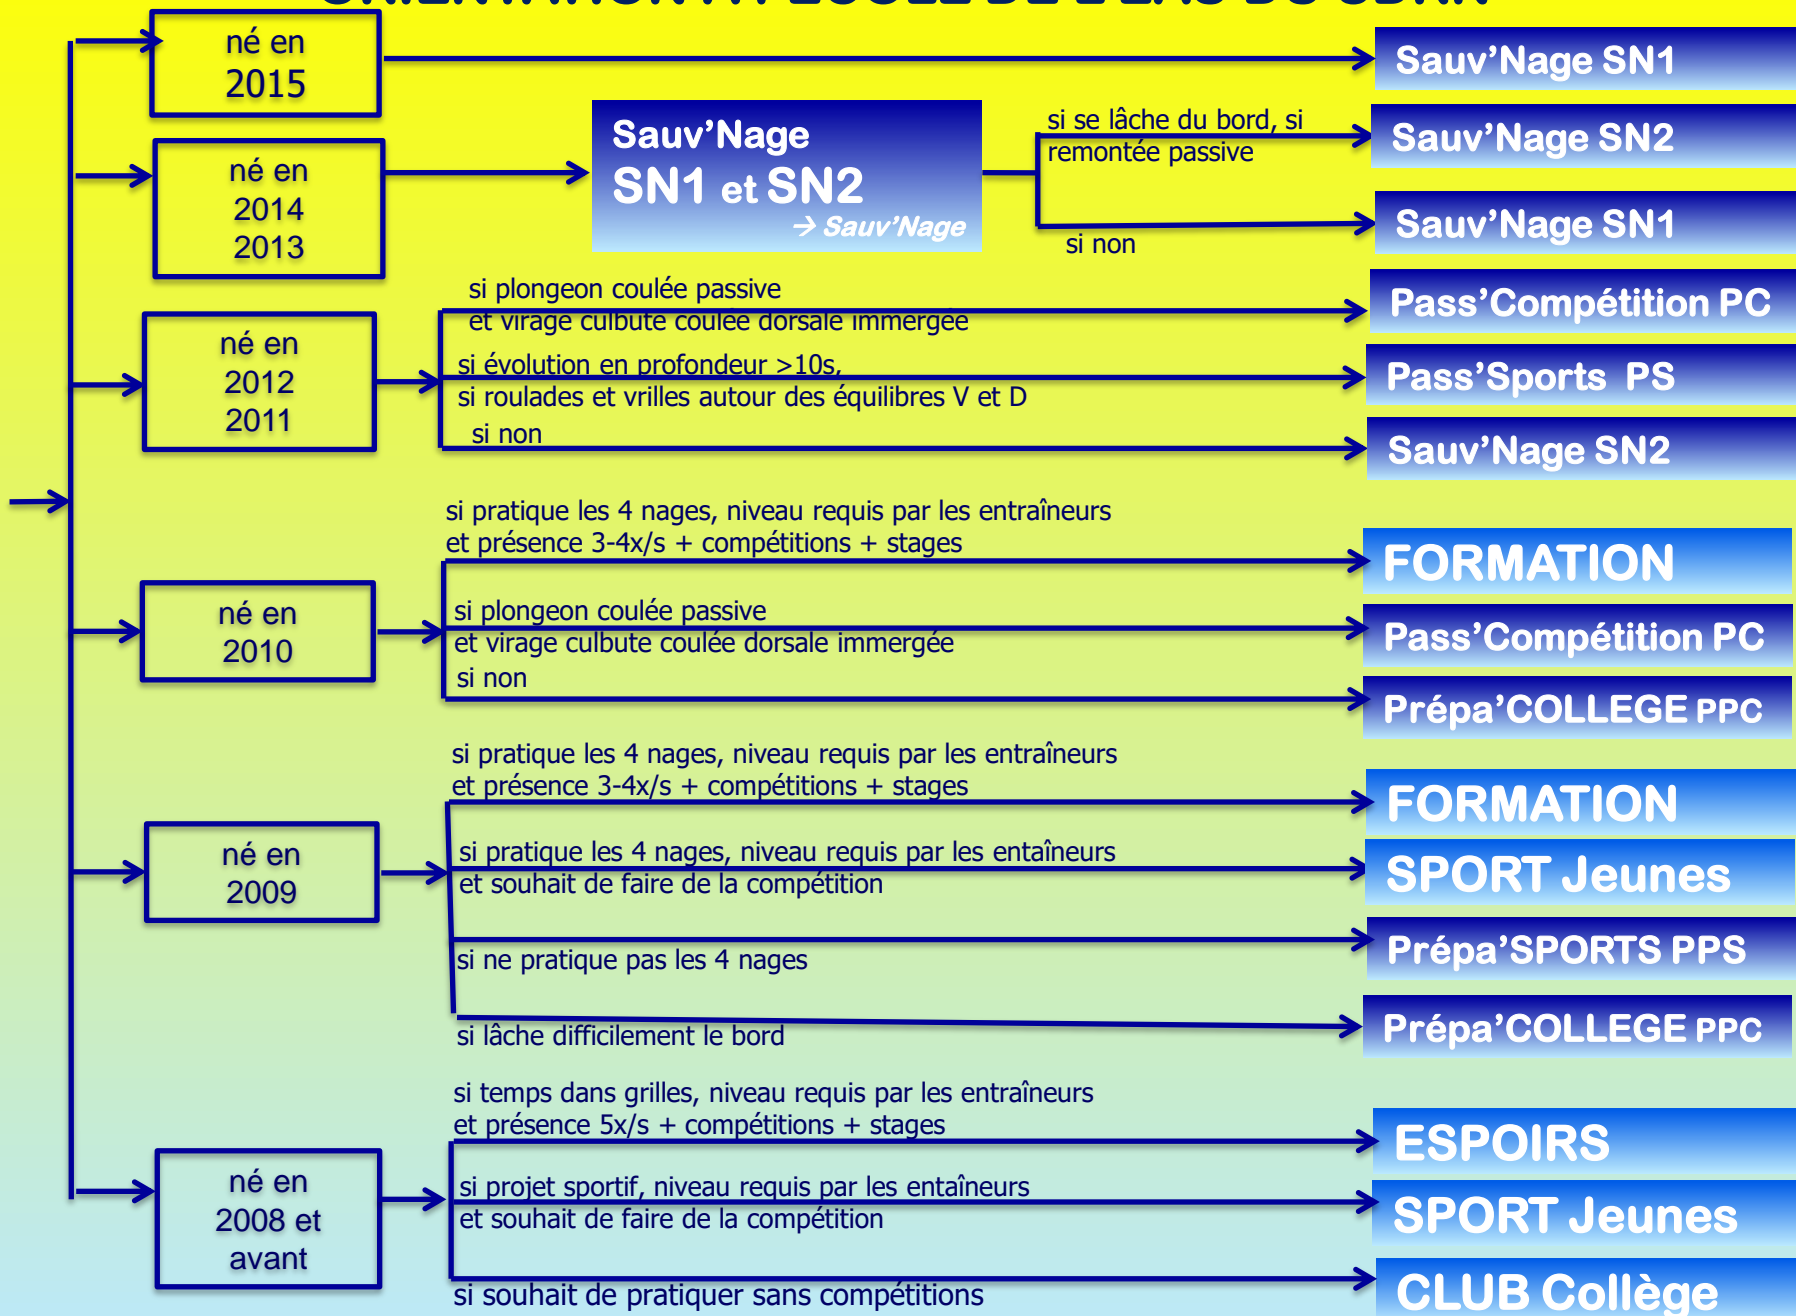 né en
2015
Sauv'Nage SN1
né en
2014
2013
Sauv'Nage
SN1 et SN2
→ Sauv'Nage
si se lâche du bord, si
remontée passive
Sauv'Nage SN2
si non
Sauv'Nage SN1
né en
2012
2011
si plongeon coulée passive
et virage culbute coulée dorsale immergée
Pass'Compétition PC
si évolution en profondeur >10s,
si roulades et vrilles autour des équilibres V et D
Pass'Sports PS
si non
Sauv'Nage SN2
né en
2010
si pratique les 4 nages, niveau requis par les entraîneurs
et présence 3-4x/s + compétitions + stages
FORMATION
si plongeon coulée passive
et virage culbute coulée dorsale immergée
Pass'Compétition PC
si non
Prépa'COLLEGE PPC
né en
2009
si pratique les 4 nages, niveau requis par les entraîneurs
et présence 3-4x/s + compétitions + stages
FORMATION
si pratique les 4 nages, niveau requis par les entaîneurs
et souhait de faire de la compétition
SPORT Jeunes
si ne pratique pas les 4 nages
Prépa'SPORTS PPS
si lâche difficilement le bord
Prépa'COLLEGE PPC
né en
2008 et
avant
si temps dans grilles, niveau requis par les entraîneurs
et présence 5x/s + compétitions + stages
ESPOIRS
si projet sportif, niveau requis par les entaîneurs
et souhait de faire de la compétition
SPORT Jeunes
si souhait de pratiquer sans compétitions
CLUB Collège